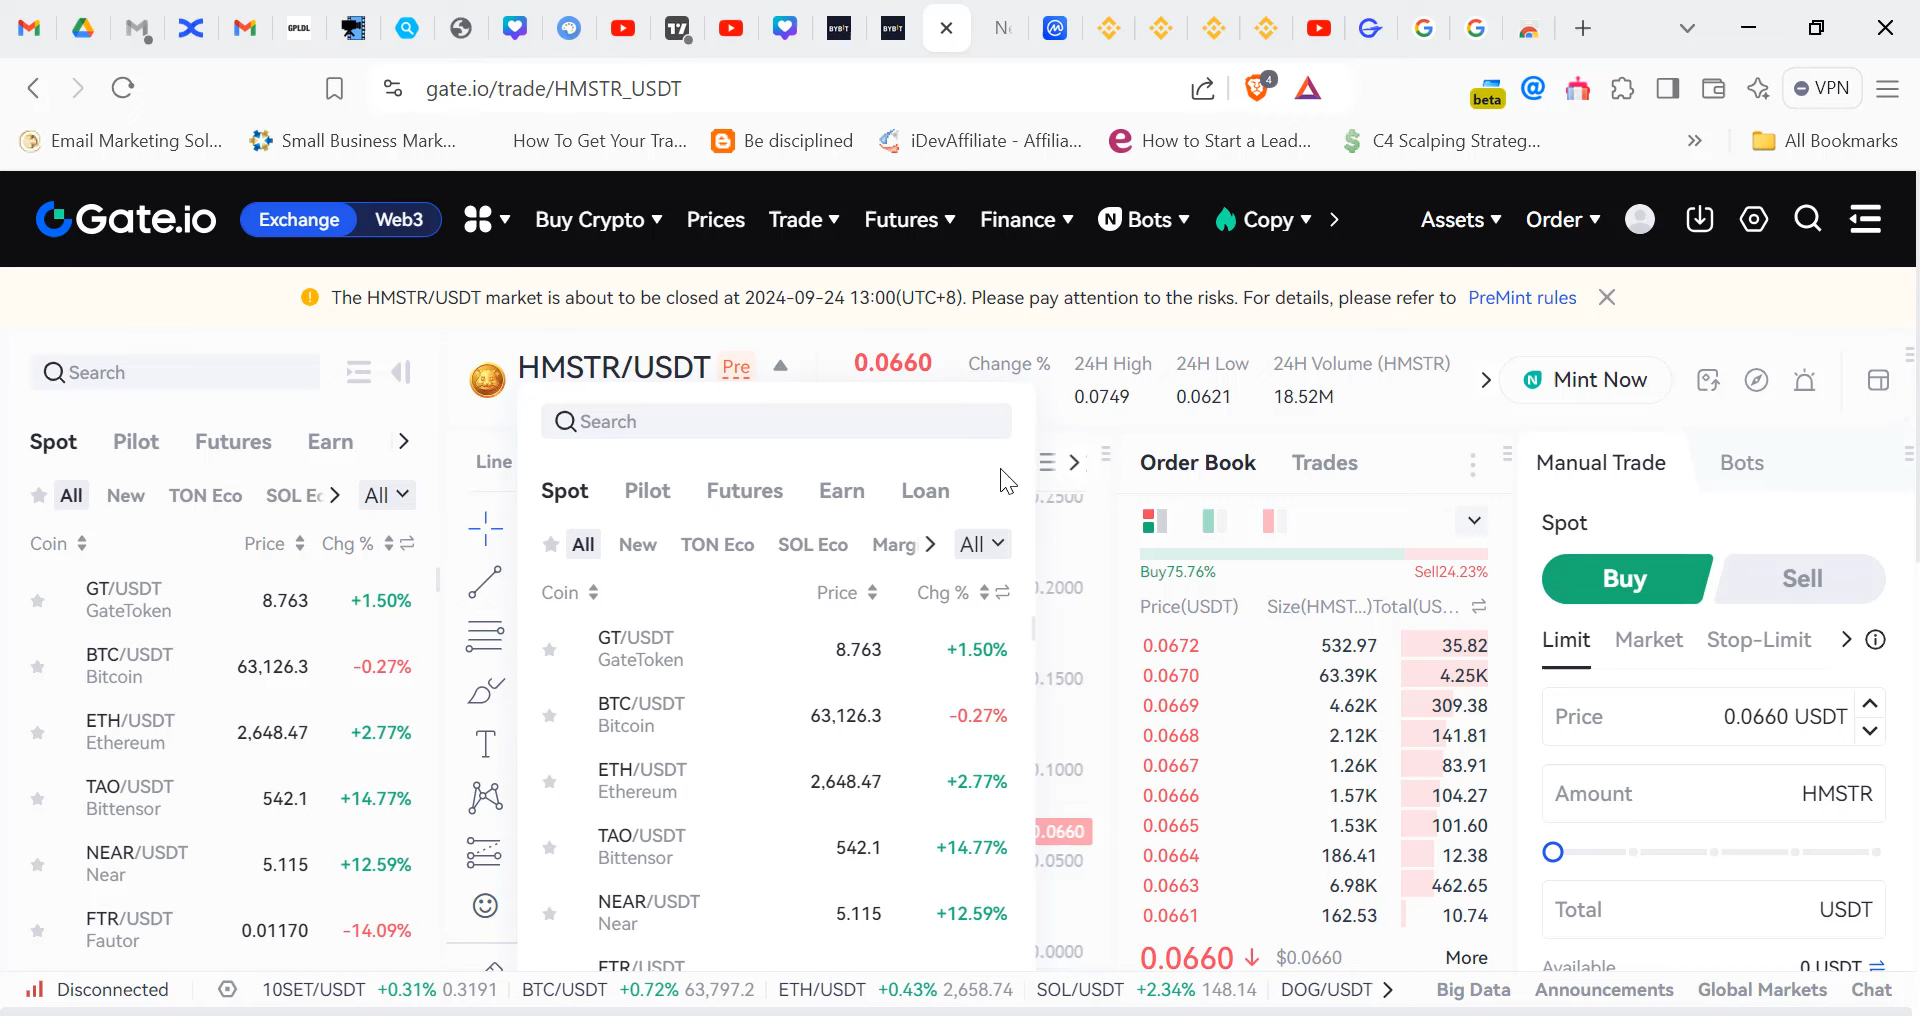 GPLDL
BYBIT
BYBIT
gate.io/trade/HMSTR_USDT
4
beta
VPN
Email Marketing Sol...
Small Business Mark...
How To Get Your Tra...
Be disciplined
iDevAffiliate - Affilia...
How to Start a Lead...
C4 Scalping Strateg...
All Bookmarks
Gate.io
Exchange
Web3
Buy Crypto
Prices
Trade
Futures
Finance
Bots
Copy
Assets
Order
The HMSTR/USDT market is about to be closed at 2024-09-24 13:00(UTC+8). Please pay attention to the risks. For details, please refer to PreMint rules
Search
HMSTR/USDT Pre
0.0660
Change %
24H High
0.0749
24H Low
0.0621
24H Volume (HMSTR)
18.52M
Mint Now
Spot Pilot Futures Earn
All New TON Eco SOL Ec All
Coin Price Chg %
GT/USDT 8.763 +1.50%
GateToken
BTC/USDT 63,126.3 -0.27%
Bitcoin
ETH/USDT 2,648.47 +2.77%
Ethereum
TAO/USDT 542.1 +14.77%
Bittensor
NEAR/USDT 5.115 +12.59%
Near
FTR/USDT 0.01170 -14.09%
Fautor
Line
Search
Spot Pilot Futures Earn Loan
All New TON Eco SOL Eco Marg All
Coin Price Chg %
GT/USDT 8.763 +1.50%
GateToken
BTC/USDT 63,126.3 -0.27%
Bitcoin
ETH/USDT 2,648.47 +2.77%
Ethereum
TAO/USDT 542.1 +14.77%
Bittensor
NEAR/USDT 5.115 +12.59%
Near
FTR/USDT
.2500
.2000
.1500
.1000
.0660
.0500
.0000
Order Book Trades
Buy75.76% Sell24.23%
Price(USDT) Size(HMST...)Total(US...
0.0672 532.97 35.82
0.0670 63.39K 4.25K
0.0669 4.62K 309.38
0.0668 2.12K 141.81
0.0667 1.26K 83.91
0.0666 1.57K 104.27
0.0665 1.53K 101.60
0.0664 186.41 12.38
0.0663 6.98K 462.65
0.0661 162.53 10.74
0.0660 $0.0660 More
Manual Trade Bots
Spot
Buy Sell
Limit Market Stop-Limit
Price 0.0660 USDT
Amount HMSTR
Total USDT
Available 0 USDT
Disconnected
10SET/USDT +0.31% 0.3191
BTC/USDT +0.72% 63,797.2
ETH/USDT +0.43% 2,658.74
SOL/USDT +2.34% 148.14
DOG/USDT
Big Data
Announcements
Global Markets
Chat